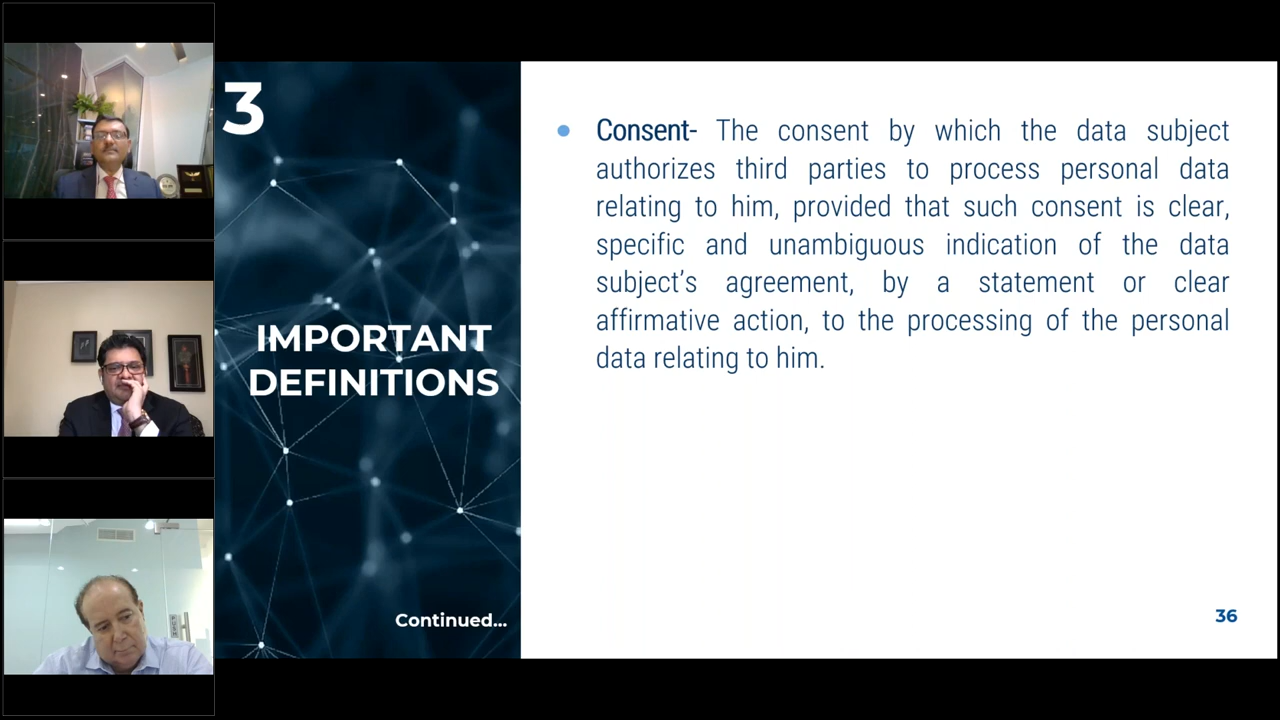 3
IMPORTANT
DEFINITIONS
Continued...
● Consent- The consent by which the data subject
authorizes third parties to process personal data
relating to him, provided that such consent is clear,
specific and unambiguous indication of the data
subject’s agreement, by a statement or clear
affirmative action, to the processing of the personal
data relating to him.
36